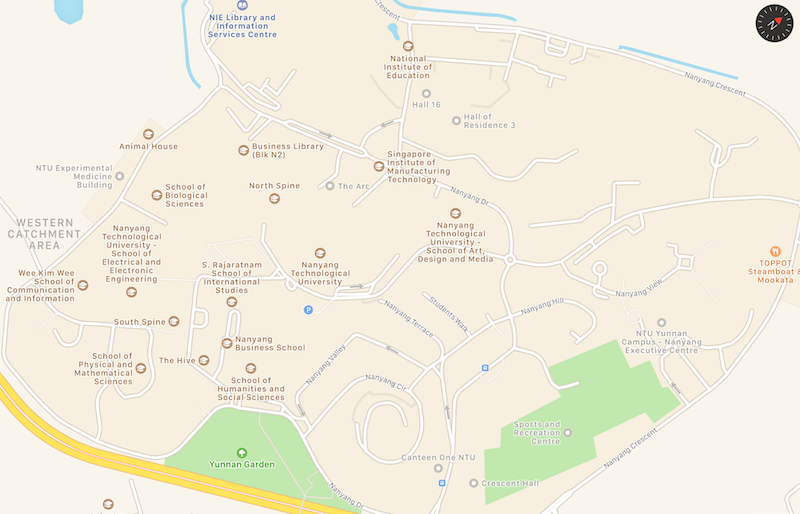 NIE Library and
Information
Services Centre
Nanyang Crescent
N
National
Institute of
Education
Nanyang Crescent
Hall 16
Hall of
Residence 3
Animal House
Business Library
(Blk N2)
Singapore
Institute of
Manufacturing
Technology
NTU Experimental
Medicine
Building
School of
Biological
Sciences
North Spine
The Arc
Nanyang Dr
WESTERN
CATCHMENT
AREA
Nanyang
Technological
University -
School of
Electrical and
Electronic
Engineering
Nanyang
Technological
University -
School of Art,
Design and Media
S. Rajaratnam
School of
International
Studies
Nanyang
Technological
University
TOPPOT
Steamboat &
Mookata
Wee Kim Wee
School of
Communication
and Information
Nanyang View
P
Students Walk
Nanyang Hill
Nanyang Terrace
South Spine
NTU Yunnan
Campus - Nanyang
Executive Centre
Nanyang
Business School
The Hive
School of
Physical and
Mathematical
Sciences
Nanyang Valley
School of
Humanities and
Social Sciences
Nanyang Cir
Sports and
Recreation
Centre
Nanyang Crescent
Yunnan Garden
Canteen One NTU
Crescent Hall
Nanyang Dr